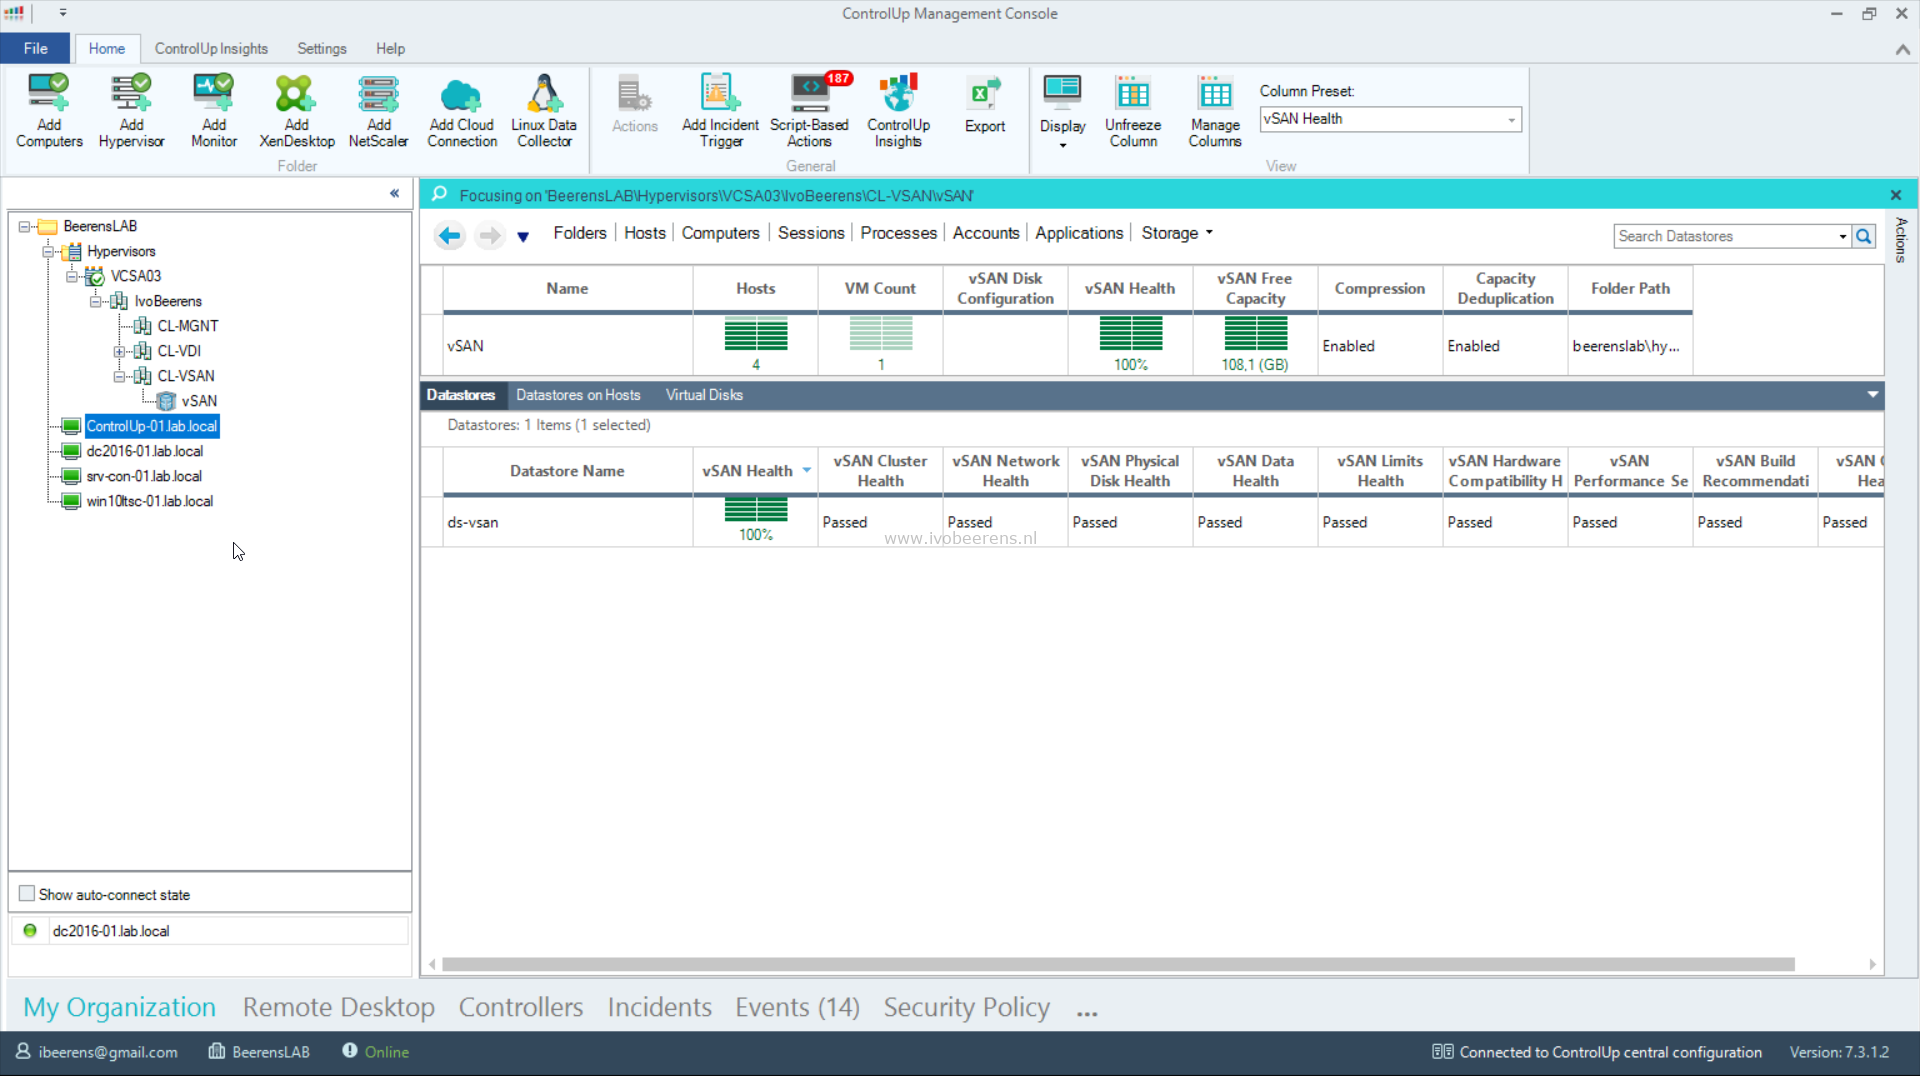 ControlUp Management Console
File Home ControlUp Insights Settings Help
Add Computers
Add Hypervisor
Add Monitor
Add XenDesktop
Add NetScaler
Add Cloud Connection
Linux Data Collector
Folder
Actions
Add Incident Trigger
187
Script-Based Actions
ControlUp Insights
Export
General
Display
Unfreeze Column
Manage Columns
Column Preset:
vSAN Health
View
«
Focusing on 'BeerensLAB\Hypervisors\VCSA03\IvoBeerens\CL-VSAN\vSAN'
BeerensLAB
Hypervisors
VCSA03
IvoBeerens
CL-MGNT
CL-VDI
CL-VSAN
vSAN
ControlUp-01.lab.local
dc2016-01.lab.local
srv-con-01.lab.local
win10ltsc-01.lab.local
Show auto-connect state
dc2016-01.lab.local
Folders Hosts Computers Sessions Processes Accounts Applications Storage
Search Datastores
Actions
Name Hosts VM Count vSAN Disk Configuration vSAN Health vSAN Free Capacity Compression Capacity Deduplication Folder Path
vSAN 4 1 100% 108,1 (GB) Enabled Enabled beerenslab\hy...
Datastores Datastores on Hosts Virtual Disks
Datastores: 1 Items (1 selected)
Datastore Name vSAN Health vSAN Cluster Health vSAN Network Health vSAN Physical Disk Health vSAN Data Health vSAN Limits Health vSAN Hardware Compatibility H vSAN Performance Se vSAN Build Recommendati vSAN Hea
ds-vsan 100% Passed Passed Passed Passed Passed Passed Passed Passed Passed
www.ivobeerens.nl
My Organization Remote Desktop Controllers Incidents Events (14) Security Policy ...
ibeerens@gmail.com BeerensLAB Online Connected to ControlUp central configuration Version: 7.3.1.2